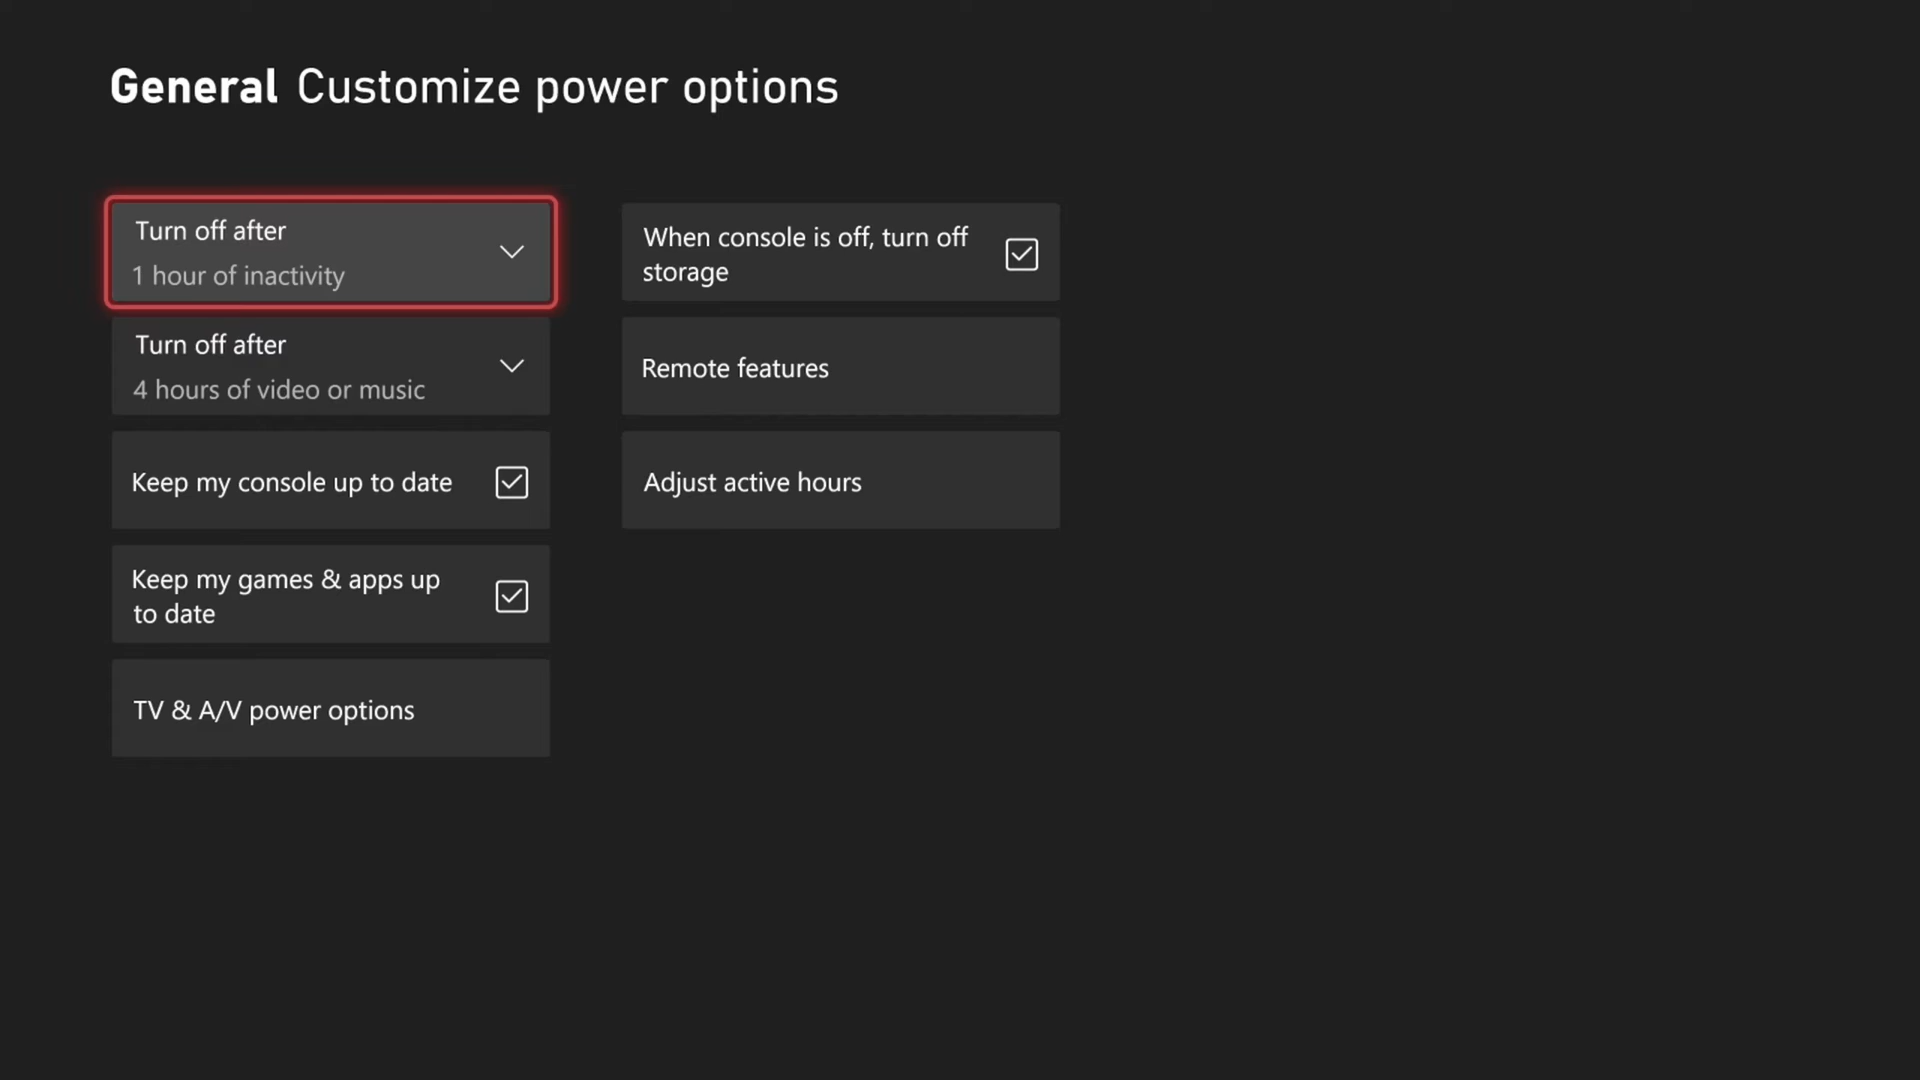 General Customize power options
Turn off after
1 hour of inactivity
Turn off after
4 hours of video or music
Keep my console up to date
Keep my games & apps up
to date
TV & A/V power options
When console is off, turn off
storage
Remote features
Adjust active hours